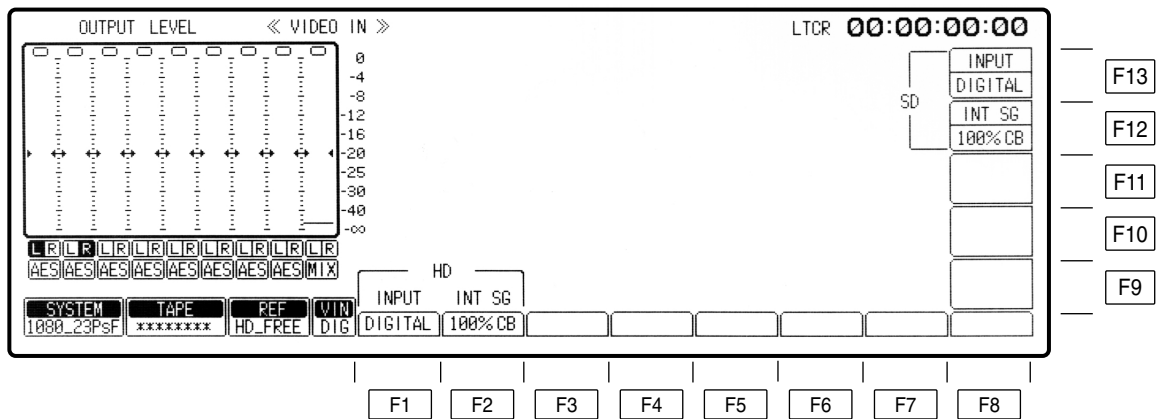 OUTPUT LEVEL ≪ VIDEO IN ≫ LTCR 00:00:00:00
0
-4
-8
-12
-16
-20
-25
-30
-40
-∞
SD
INPUT
DIGITAL
F13
INT SG
100%CB
F12
F11
F10
F9
L R L R L R L R L R L R L R L R L R
AES AES AES AES AES AES AES AES MIX
HD
INPUT INT SG
SYSTEM TAPE REF VIN
1080_23PsF ******** HD_FREE DIG DIGITAL 100%CB
F1 F2 F3 F4 F5 F6 F7 F8